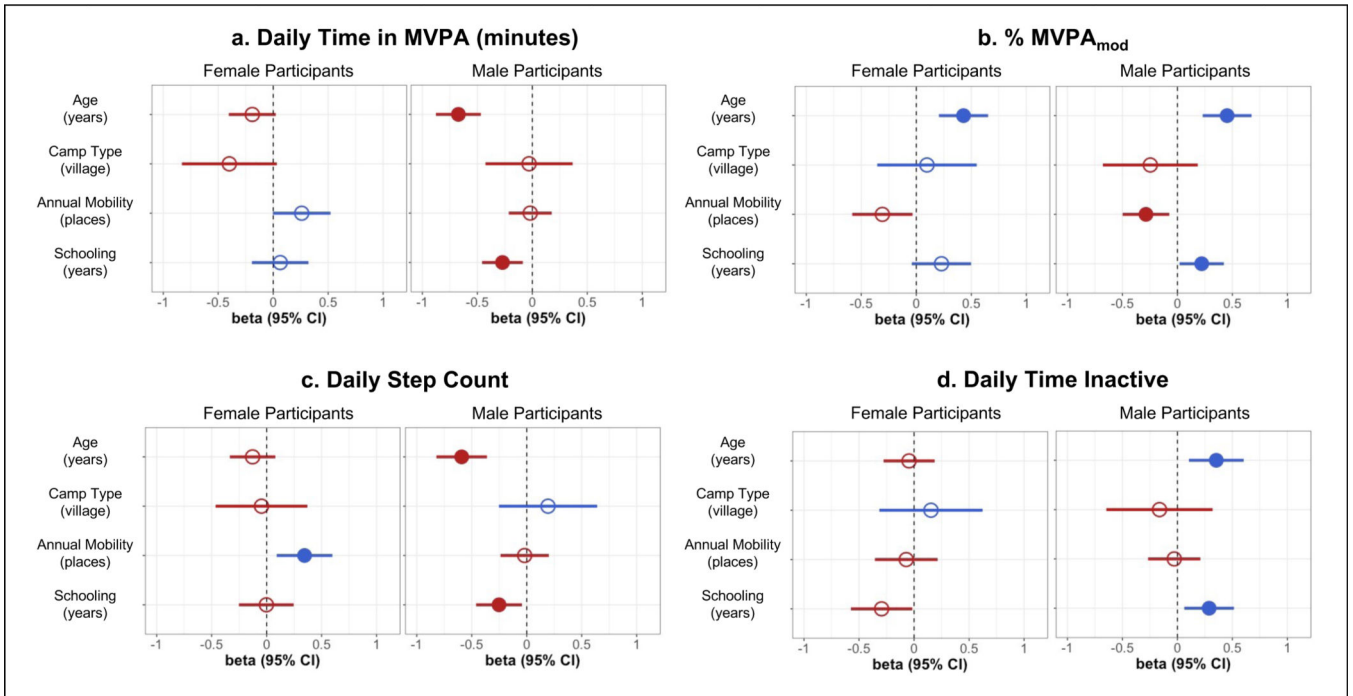 a. Daily Time in MVPA (minutes)
Female Participants
Male Participants
Age
(years)
Camp Type
(village)
Annual Mobility
(places)
Schooling
(years)
-1 -0.5 0 0.5 1
-1 -0.5 0 0.5 1
beta (95% CI)
beta (95% CI)
b. % MVPAmod
Female Participants
Male Participants
Age
(years)
Camp Type
(village)
Annual Mobility
(places)
Schooling
(years)
-1 -0.5 0 0.5 1
-1 -0.5 0 0.5 1
beta (95% CI)
beta (95% CI)
c. Daily Step Count
Female Participants
Male Participants
Age
(years)
Camp Type
(village)
Annual Mobility
(places)
Schooling
(years)
-1 -0.5 0 0.5 1
-1 -0.5 0 0.5 1
beta (95% CI)
beta (95% CI)
d. Daily Time Inactive
Female Participants
Male Participants
Age
(years)
Camp Type
(village)
Annual Mobility
(places)
Schooling
(years)
-1 -0.5 0 0.5 1
-1 -0.5 0 0.5 1
beta (95% CI)
beta (95% CI)